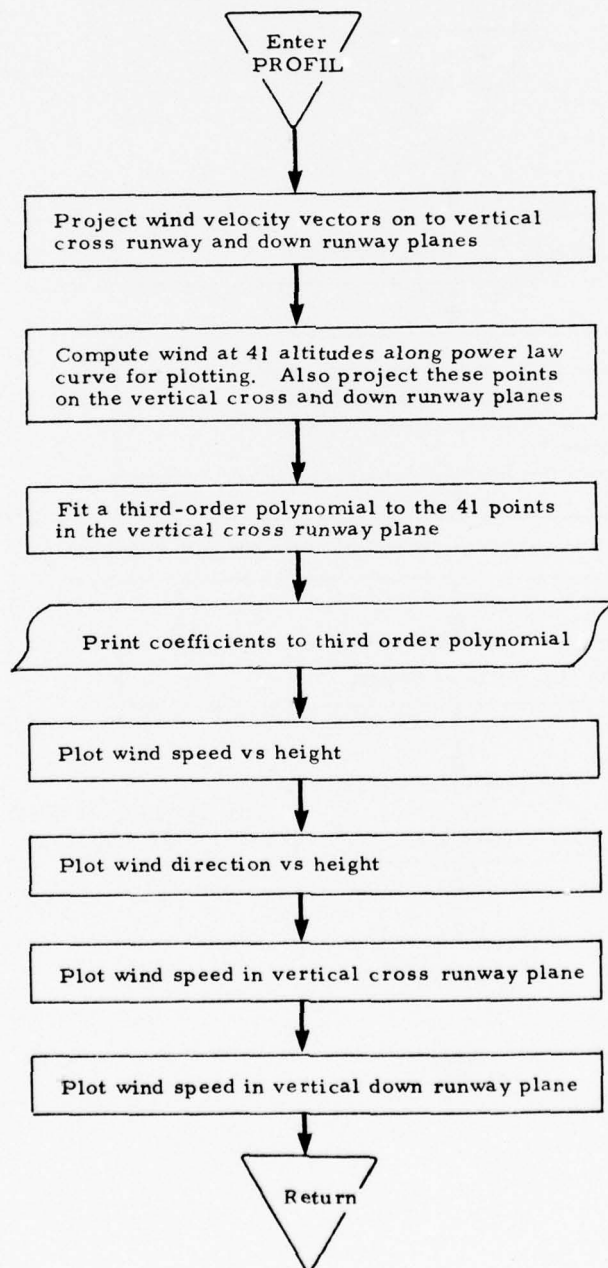 Enter
PROFIL
Project wind velocity vectors on to vertical
cross runway and down runway planes
Compute wind at 41 altitudes along power law
curve for plotting. Also project these points
on the vertical cross and down runway planes
Fit a third-order polynomial to the 41 points
in the vertical cross runway plane
Print coefficients to third order polynomial
Plot wind speed vs height
Plot wind direction vs height
Plot wind speed in vertical cross runway plane
Plot wind speed in vertical down runway plane
Return